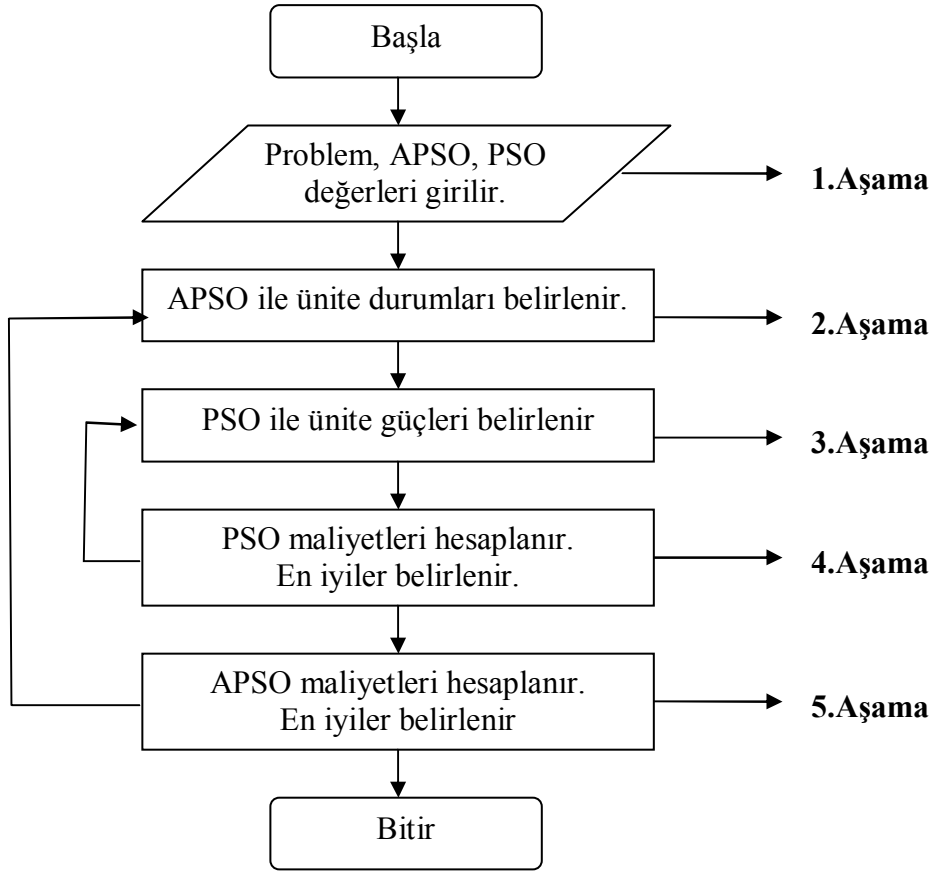 Başla
Problem, APSO, PSO
değerleri girilir.
1.Aşama
APSO ile ünite durumları belirlenir.
2.Aşama
PSO ile ünite güçleri belirlenir
3.Aşama
PSO maliyetleri hesaplanır.
En iyiler belirlenir.
4.Aşama
APSO maliyetleri hesaplanır.
En iyiler belirlenir
5.Aşama
Bitir